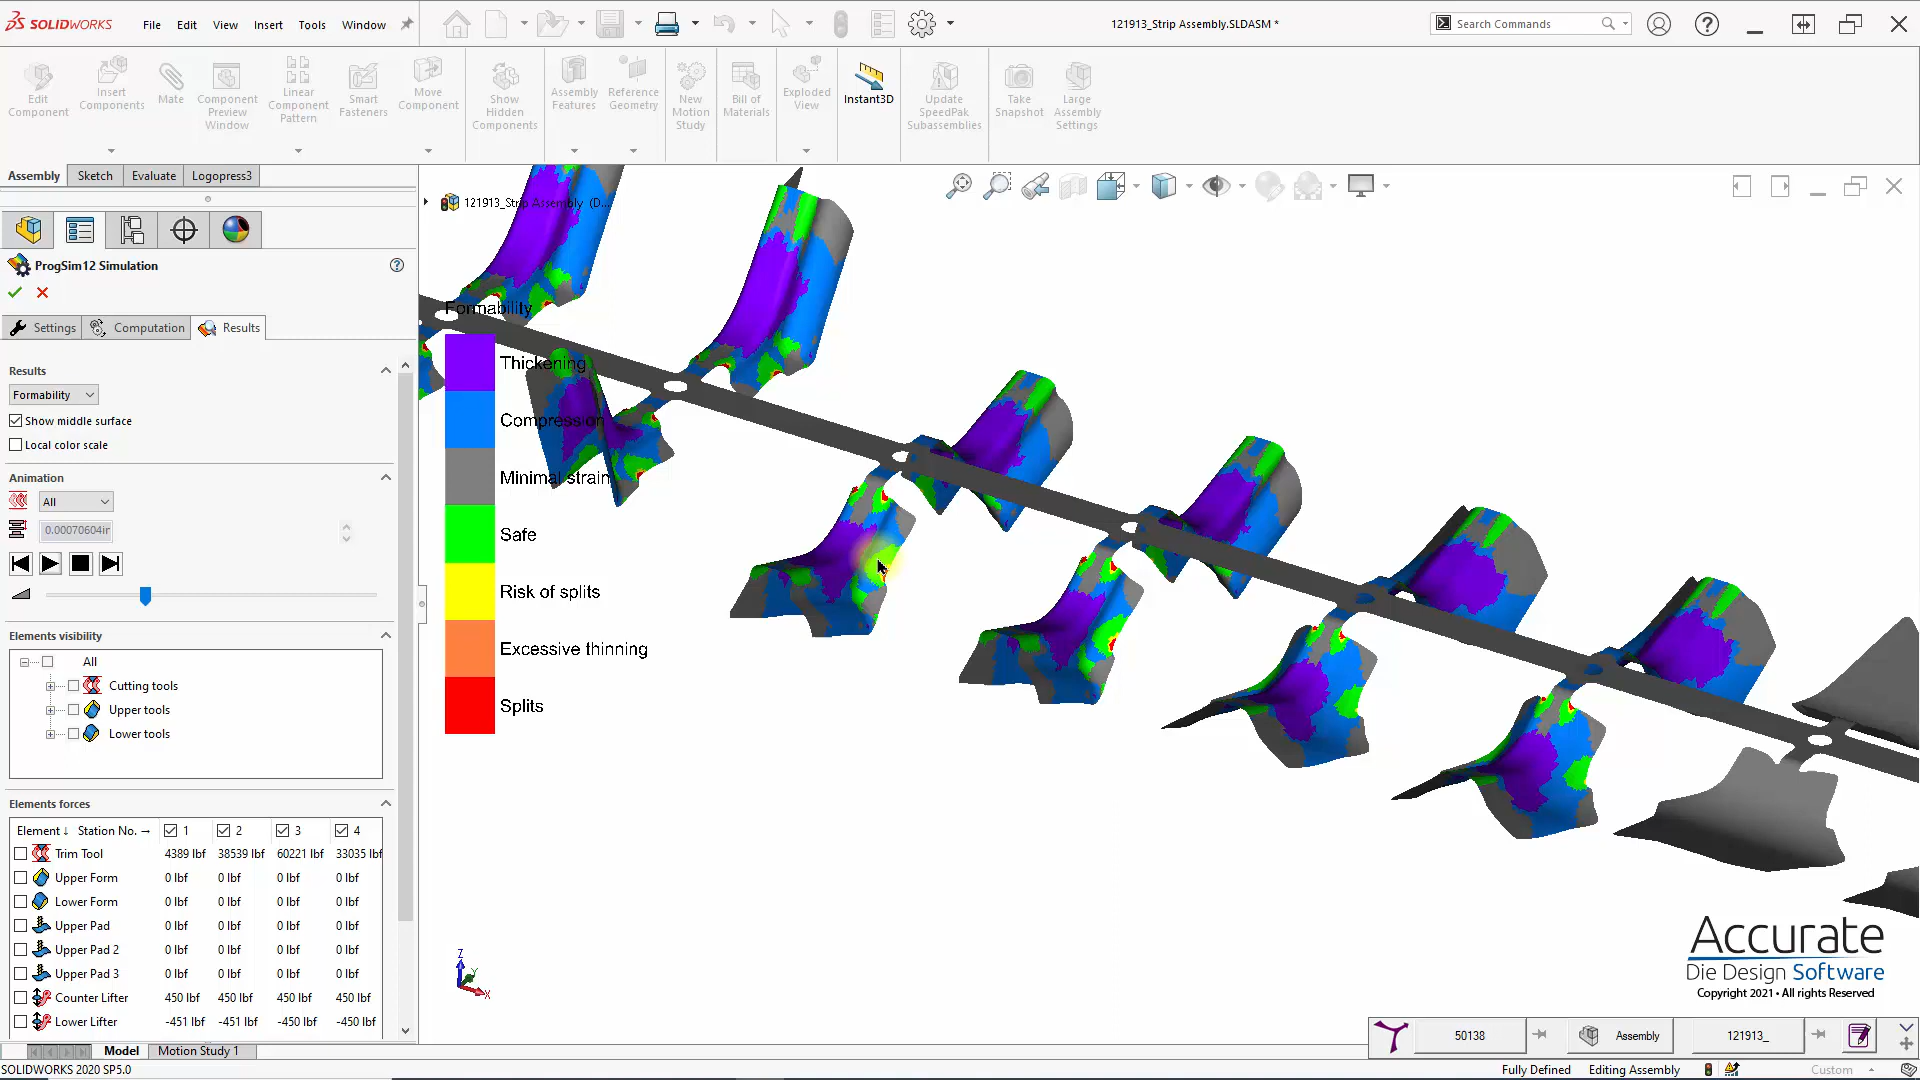 SOLIDWORKS File Edit View Insert Tools Window 121913_Strip Assembly.SLDASM * Search Commands
Edit Component
Insert Components
Mate
Component Preview Window
Linear Component Pattern
Smart Fasteners
Move Component
Show Hidden Components
Assembly Features
Reference Geometry
New Motion Study
Bill of Materials
Exploded View
Instant3D
Update SpeedPak Subassemblies
Take Snapshot
Large Assembly Settings
Assembly Sketch Evaluate Logopress3
121913_Strip Assembly (D...
ProgSim12 Simulation
Settings Computation Results
Results
Formability
Show middle surface
Local color scale
Animation
All
0.00070604in
Elements visibility
All
Cutting tools
Upper tools
Lower tools
Elements forces
Element↓ Station No. → 1 2 3 4
Trim Tool 4389 lbf 38539 lbf 60221 lbf 33035 lbf
Upper Form 0 lbf 0 lbf 0 lbf 0 lbf
Lower Form 0 lbf 0 lbf 0 lbf 0 lbf
Upper Pad 0 lbf 0 lbf 0 lbf 0 lbf
Upper Pad 2 0 lbf 0 lbf 0 lbf 0 lbf
Upper Pad 3 0 lbf 0 lbf 0 lbf 0 lbf
Counter Lifter 450 lbf 450 lbf 450 lbf 450 lbf
Lower Lifter -451 lbf -451 lbf -450 lbf -450 lbf
Formability
Thickening
Compression
Minimal strain
Safe
Risk of splits
Excessive thinning
Splits
Z
Y
X
Accurate
Die Design Software
Copyright 2021 • All rights Reserved
50138 Assembly 121913_
Model Motion Study 1
SOLIDWORKS 2020 SP5.0 Fully Defined Editing Assembly Custom